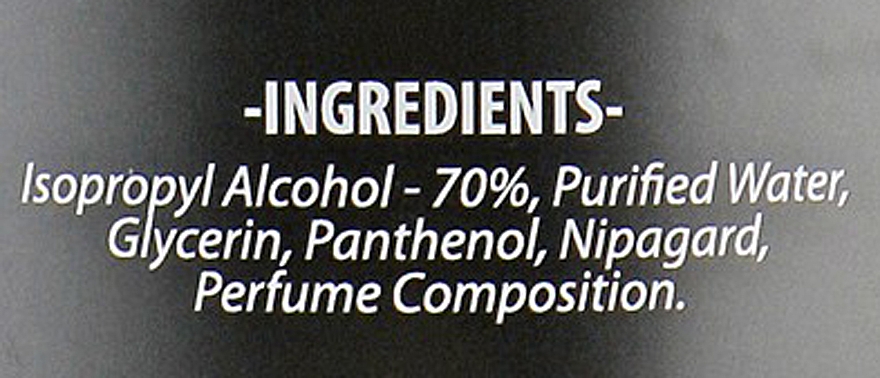 -INGREDIENTS-
Isopropyl Alcohol - 70%, Purified Water,
Glycerin, Panthenol, Nipagard,
Perfume Composition.